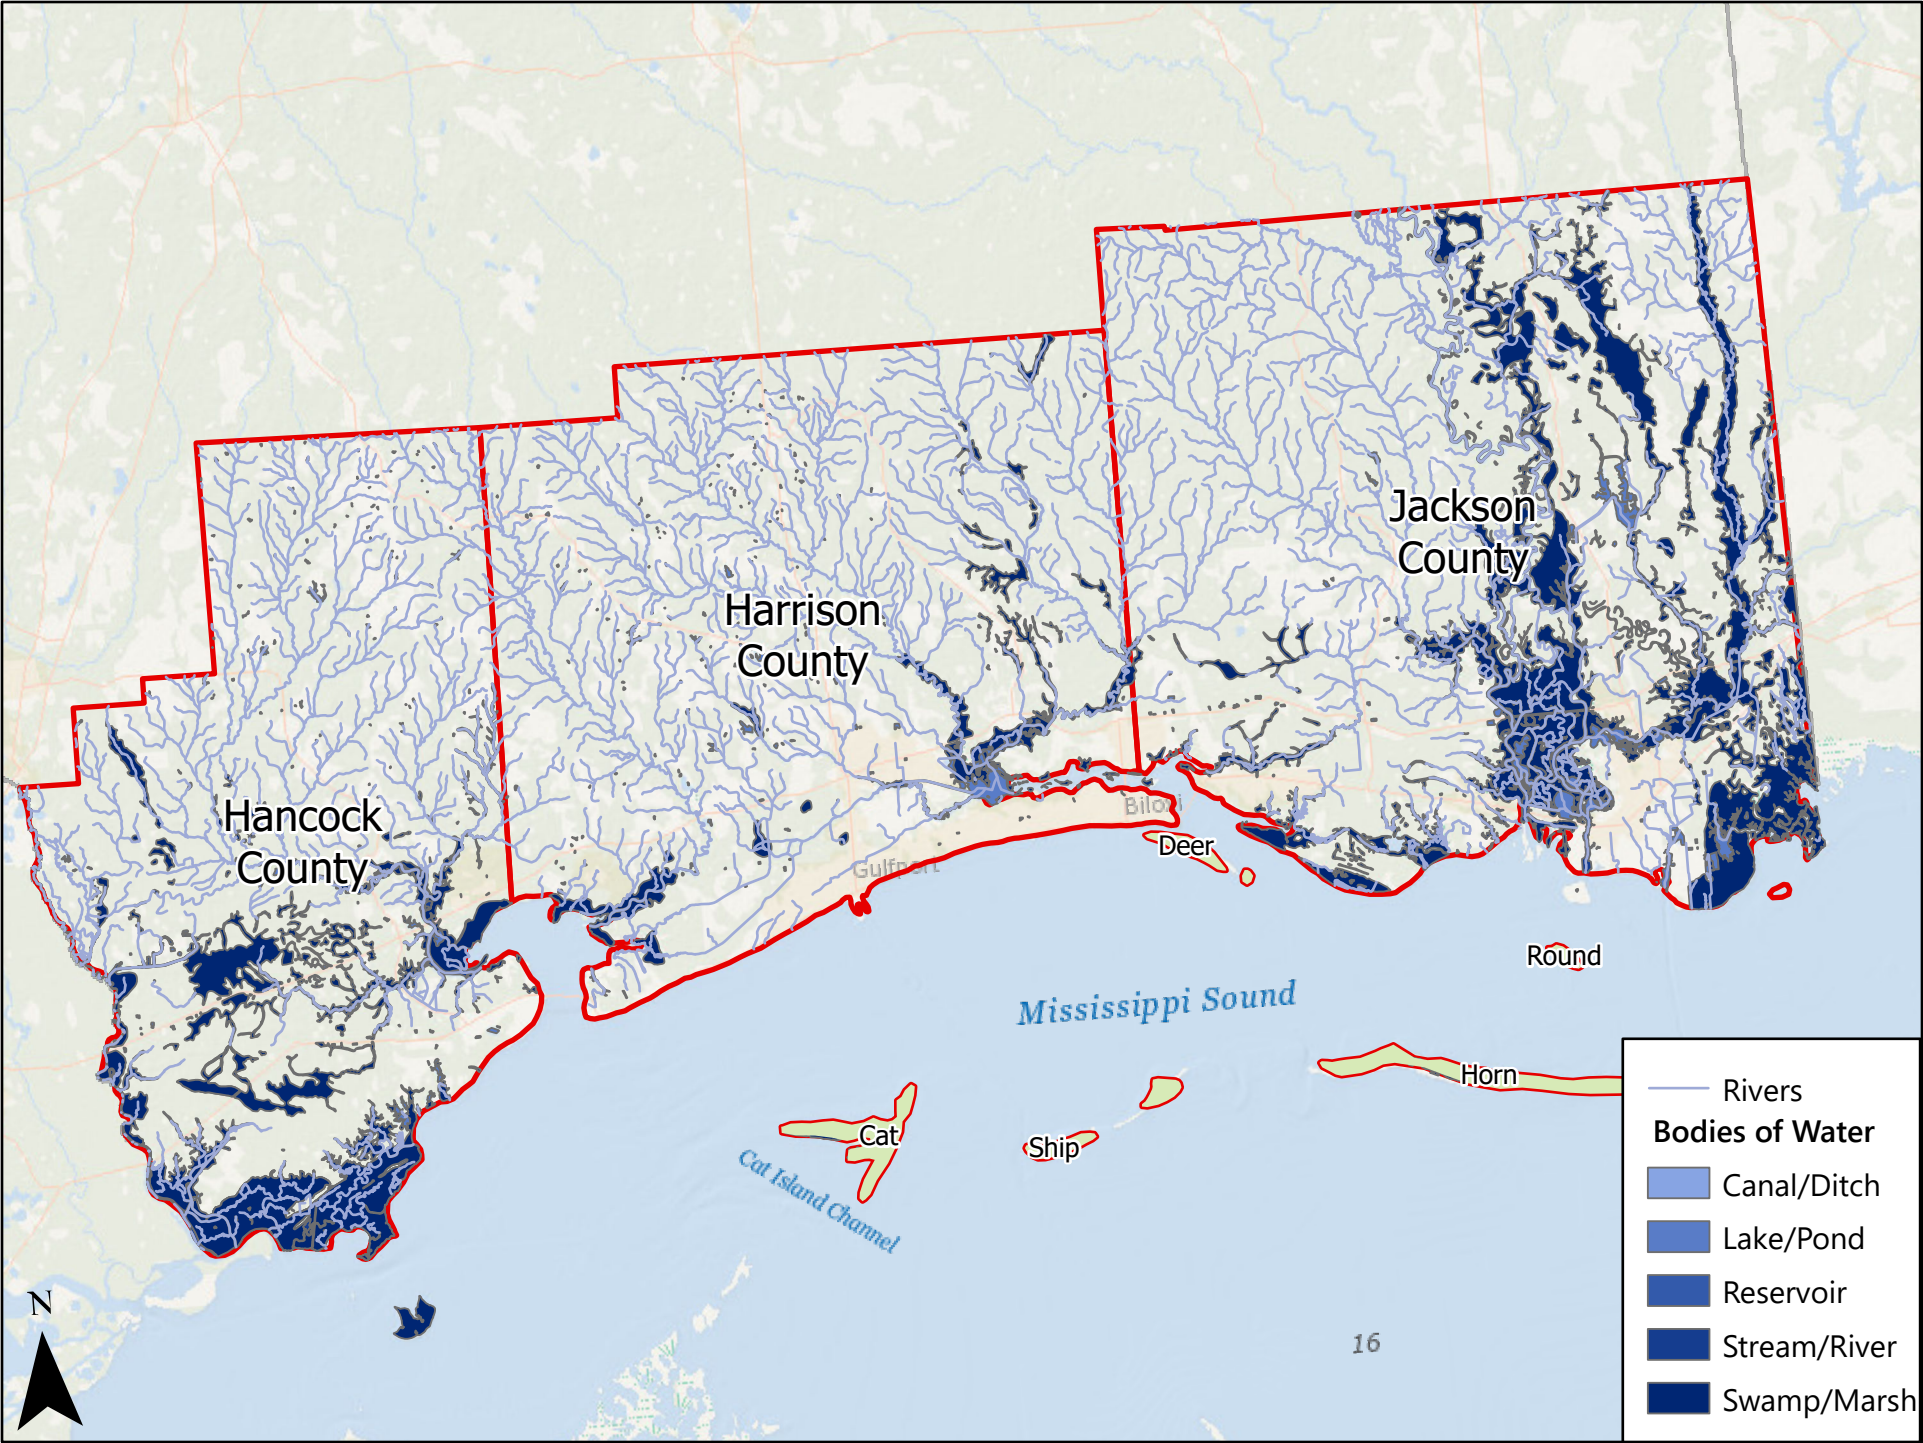 Jackson
County
Harrison
County
Hancock
County
Biloxi
Deer
Gulfport
Round
Mississippi Sound
Horn
Cat
Ship
Cat Island Channel
16
N
Rivers
Bodies of Water
Canal/Ditch
Lake/Pond
Reservoir
Stream/River
Swamp/Marsh